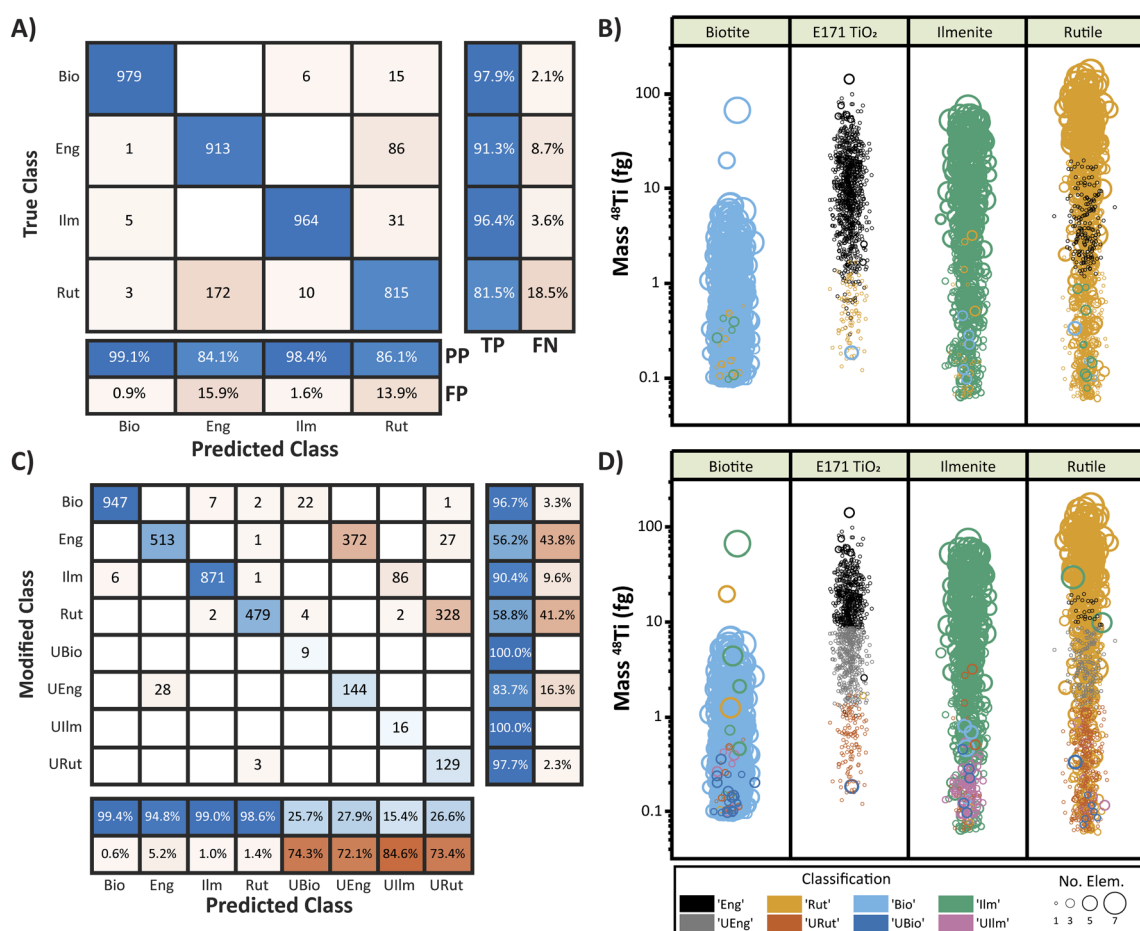 A)
Bio 979 6 15 97.9% 2.1%
Eng 1 913 86 91.3% 8.7%
Ilm 5 964 31 96.4% 3.6%
Rut 3 172 10 815 81.5% 18.5%
True Class
TP FN
99.1% 84.1% 98.4% 86.1% PP
0.9% 15.9% 1.6% 13.9% FP
Bio Eng Ilm Rut
Predicted Class
B)
Biotite E171 TiO₂ Ilmenite Rutile
100
10
1
0.1
Mass ⁴⁸Ti (fg)
C)
Bio 947 7 2 22 1 96.7% 3.3%
Eng 513 1 372 27 56.2% 43.8%
Ilm 6 871 1 86 90.4% 9.6%
Rut 2 479 4 2 328 58.8% 41.2%
UBio 9 100.0%
UEng 28 144 83.7% 16.3%
UIlm 16 100.0%
URut 3 129 97.7% 2.3%
Modified Class
99.4% 94.8% 99.0% 98.6% 25.7% 27.9% 15.4% 26.6%
0.6% 5.2% 1.0% 1.4% 74.3% 72.1% 84.6% 73.4%
Bio Eng Ilm Rut UBio UEng UIlm URut
Predicted Class
D)
Biotite E171 TiO₂ Ilmenite Rutile
100
10
1
0.1
Mass ⁴⁸Ti (fg)
Classification No. Elem.
'Eng' 'Rut' 'Bio' 'Ilm'
'UEng' 'URut' 'UBio' 'UIlm'
1 3 5 7